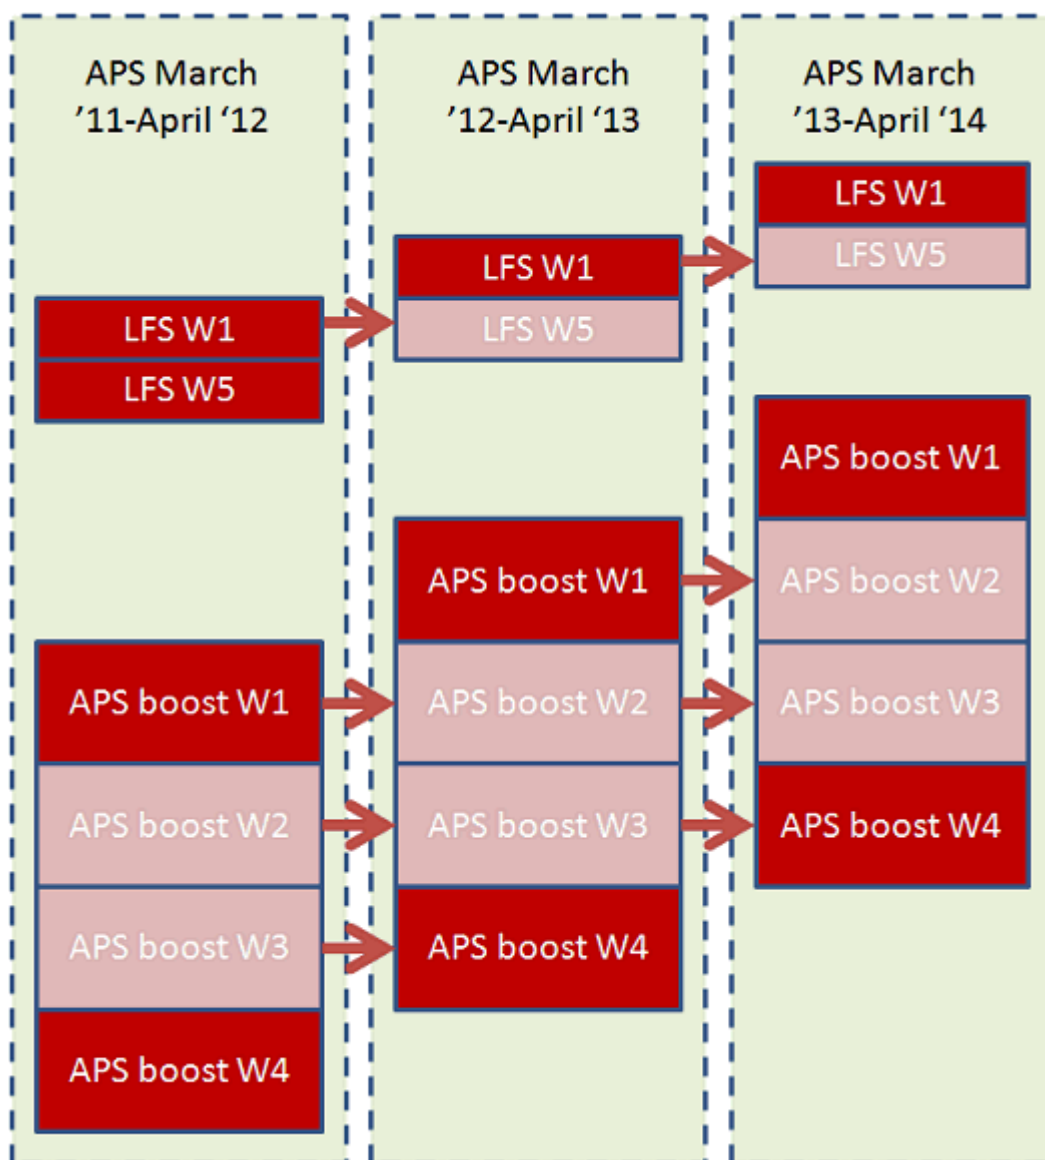 APS March
’11-April ‘12
LFS W1
LFS W5
APS boost W1
APS boost W2
APS boost W3
APS boost W4
APS March
’12-April ‘13
LFS W1
LFS W5
APS boost W1
APS boost W2
APS boost W3
APS boost W4
APS March
’13-April ‘14
LFS W1
LFS W5
APS boost W1
APS boost W2
APS boost W3
APS boost W4